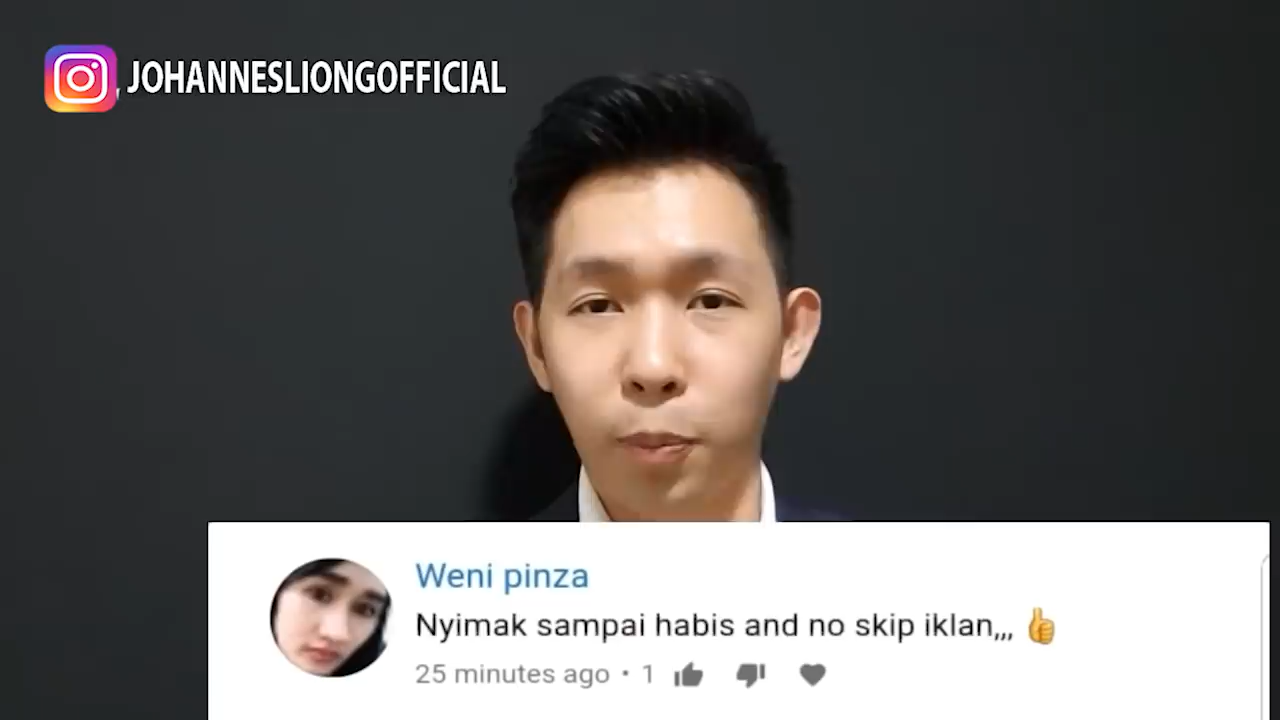 JOHANNESLIONGOFFICIAL
Weni pinza
Nyimak sampai habis and no skip iklan,,, 👍
25 minutes ago • 1